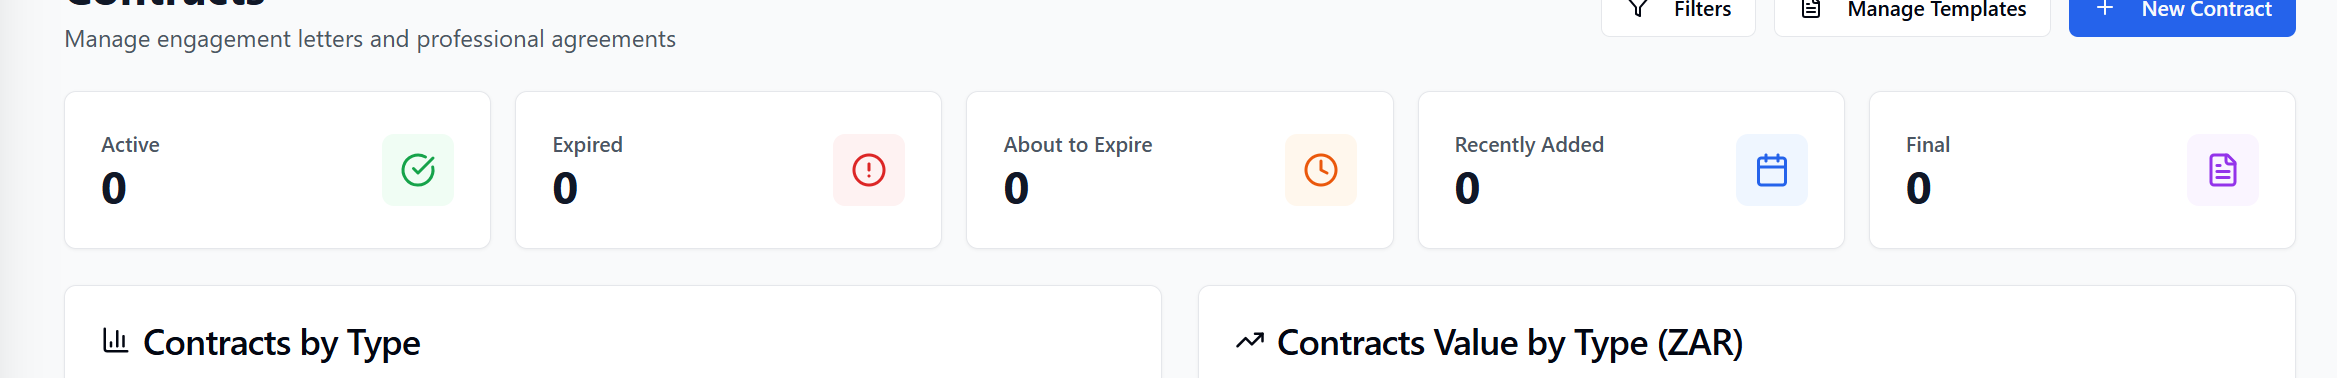 Contracts
Manage engagement letters and professional agreements
Filters
Manage Templates
New Contract
Active
0
Expired
0
About to Expire
0
Recently Added
0
Final
0
Contracts by Type
Contracts Value by Type (ZAR)